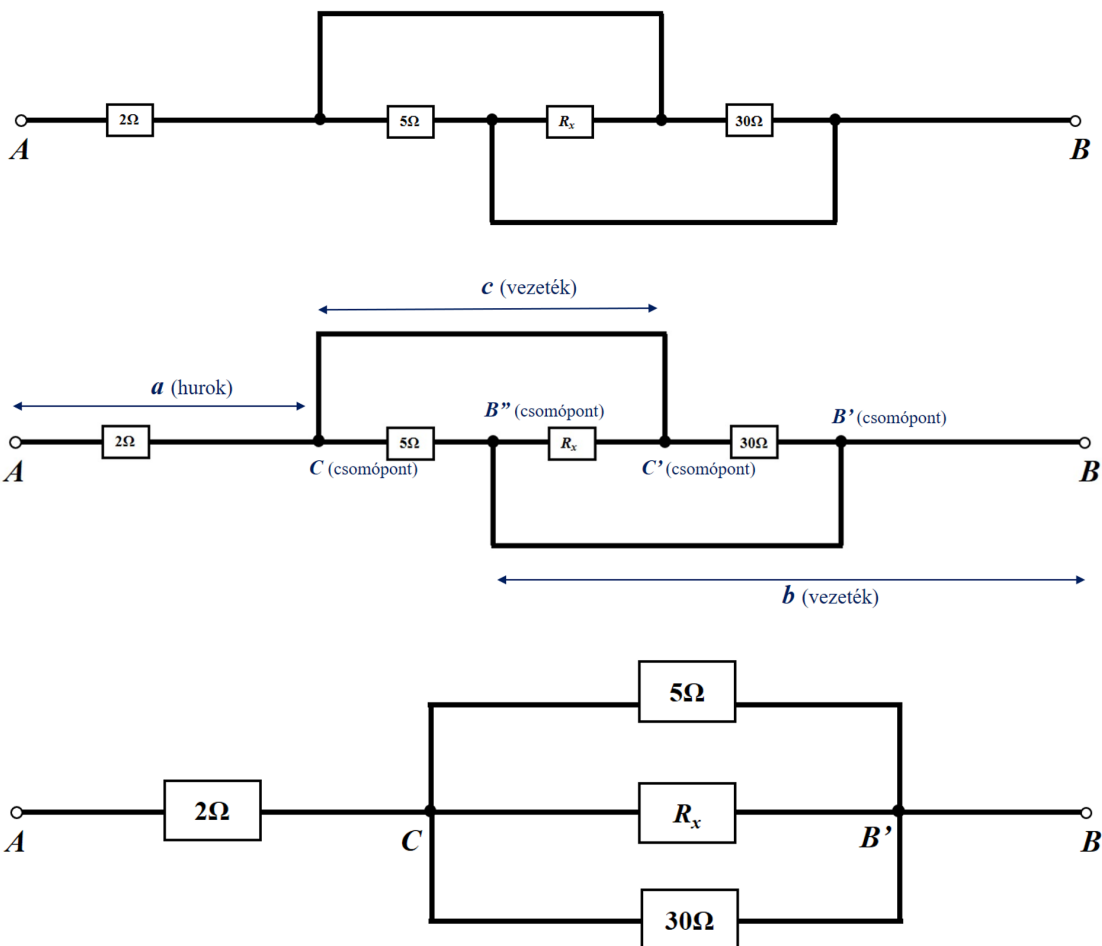 2Ω 5Ω Rx 30Ω
A B
c (vezeték)
a (hurok)
B” (csomópont) B’ (csomópont)
2Ω 5Ω Rx 30Ω
A C (csomópont) C’ (csomópont) B
b (vezeték)
5Ω
2Ω Rx
A C B’ B
30Ω